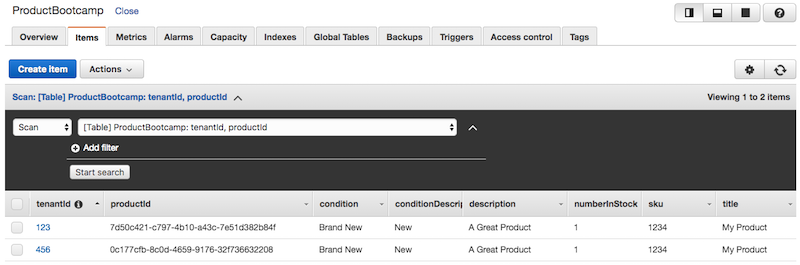 ProductBootcamp Close
Overview Items Metrics Alarms Capacity Indexes Global Tables Backups Triggers Access control Tags
Create item Actions
Scan: [Table] ProductBootcamp: tenantId, productId Viewing 1 to 2 items
Scan [Table] ProductBootcamp: tenantId, productId
Add filter
Start search
tenantId productId condition conditionDescrip description numberInStock sku title
123 7d50c421-c797-4b10-a43c-7e51d382b84f Brand New New A Great Product 1 1234 My Product
456 0c177cfb-8c0d-4659-9176-32f736632208 Brand New New A Great Product 1 1234 My Product